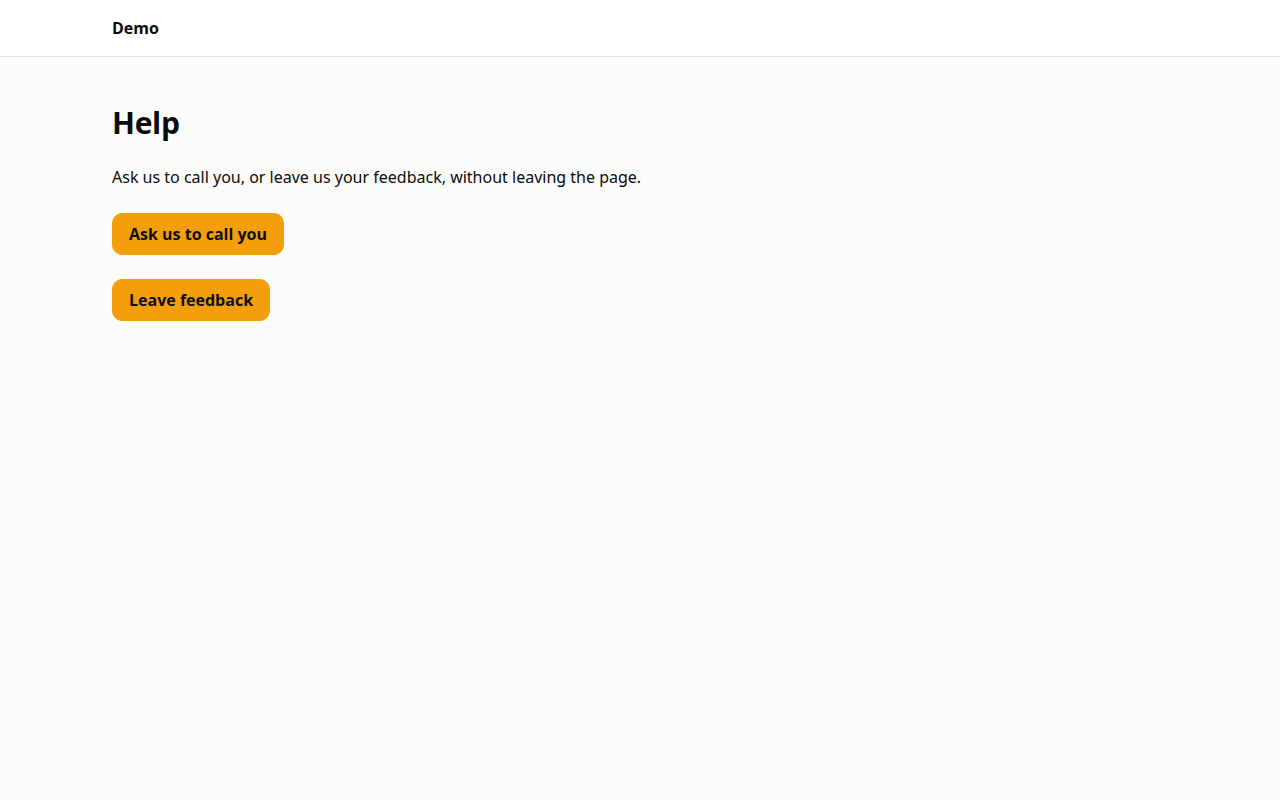 Demo
Help
Ask us to call you, or leave us your feedback, without leaving the page.
Ask us to call you
Leave feedback